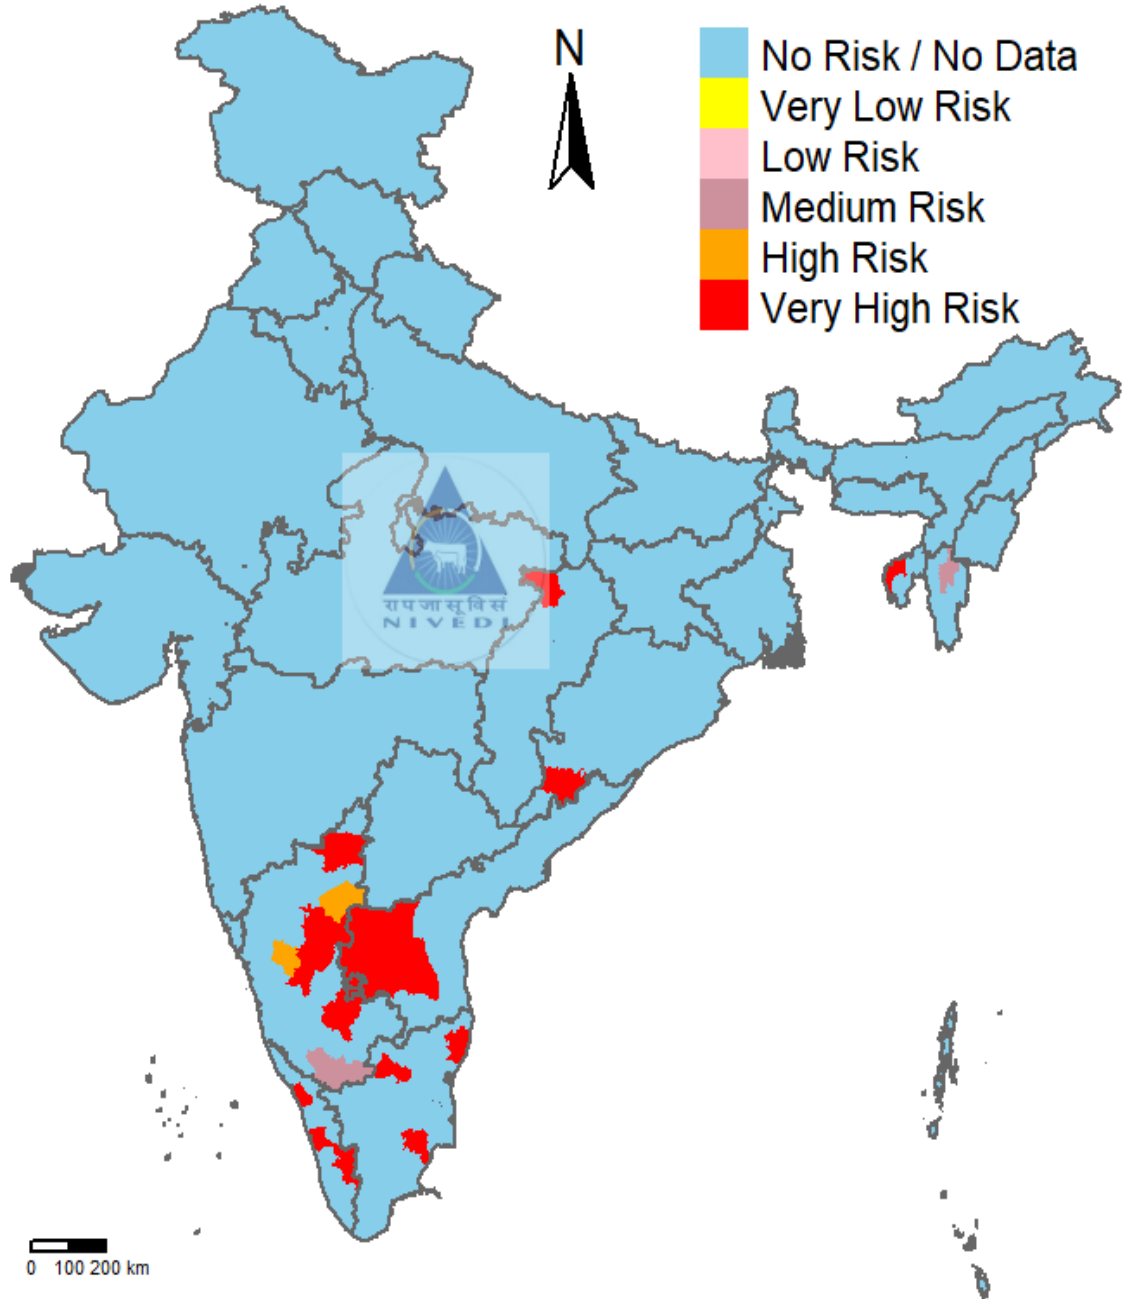 N
No Risk / No Data
Very Low Risk
Low Risk
Medium Risk
High Risk
Very High Risk
रा प जा सू वि सं
NIVEDI
0 100 200 km